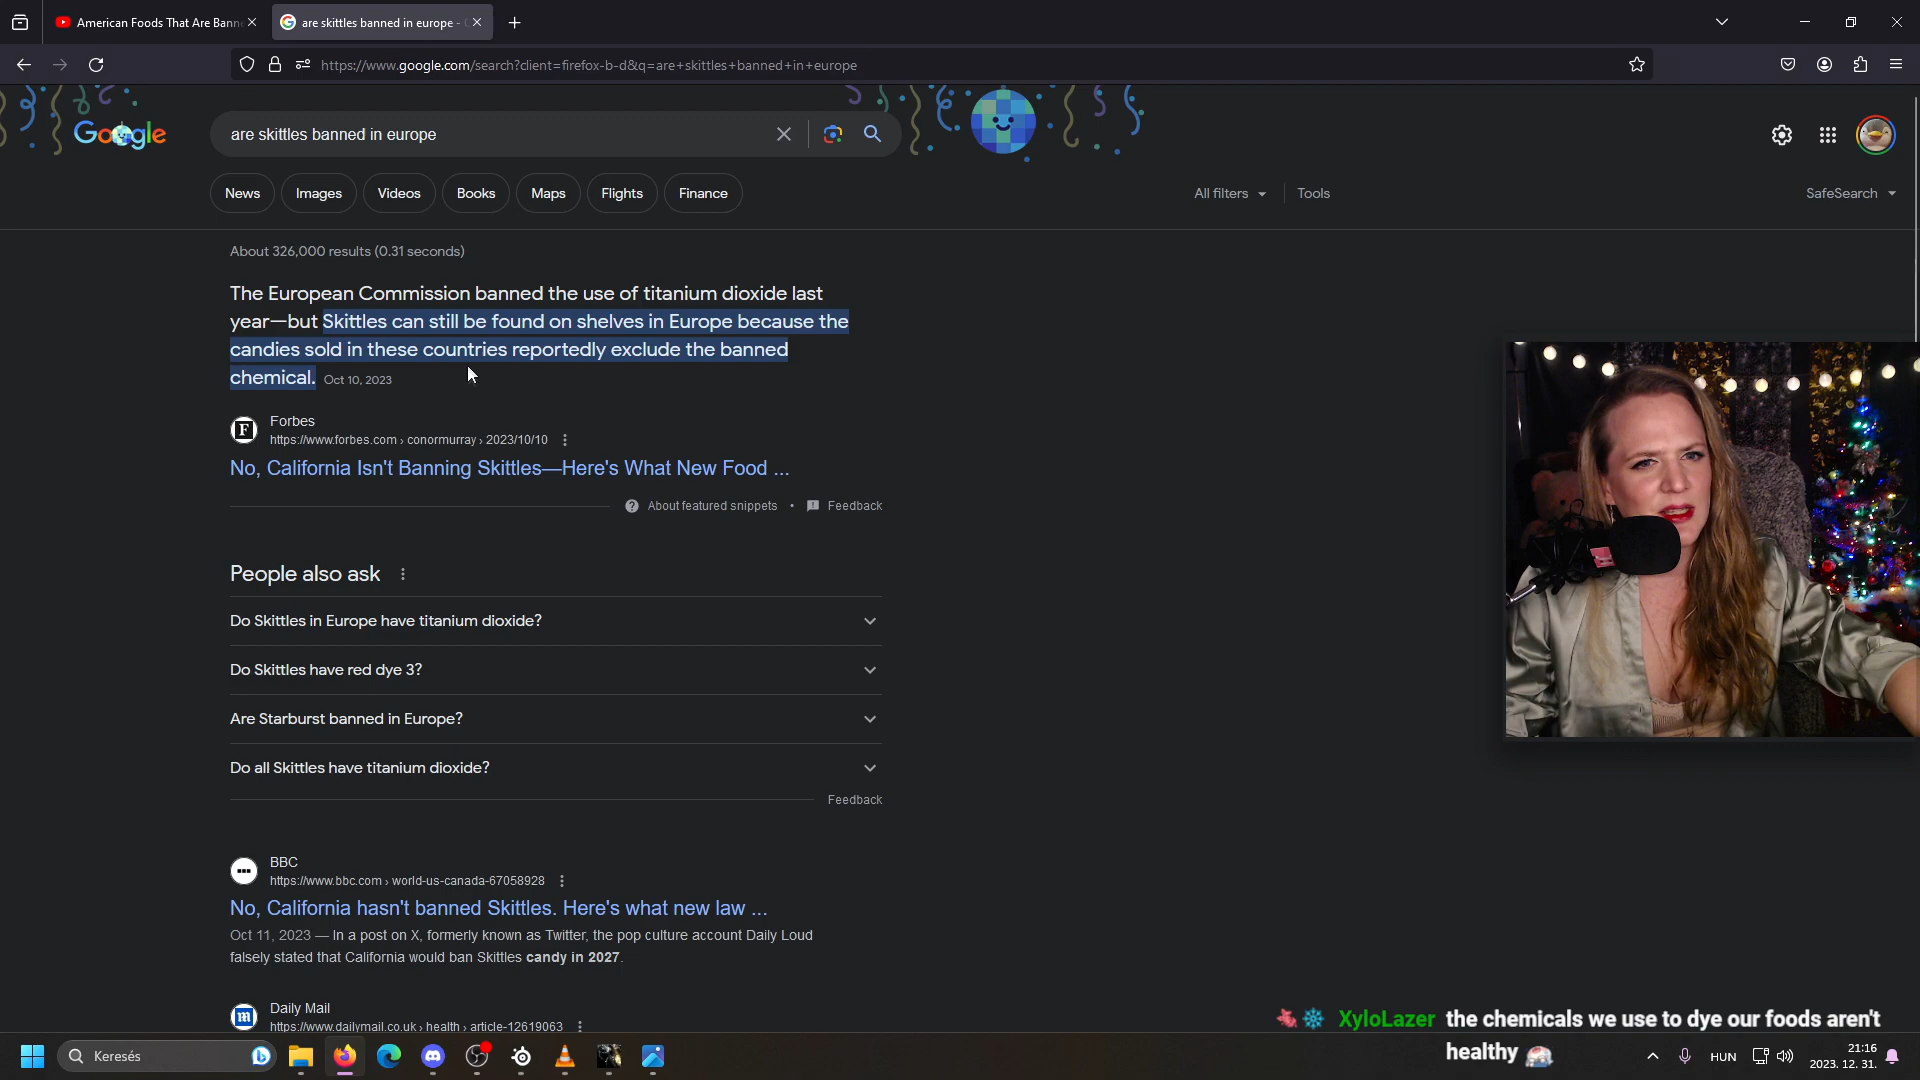 American Foods That Are Bann
are skittles banned in europe -
https://www.google.com/search?client=firefox-b-d&q=are+skittles+banned+in+europe
Google
are skittles banned in europe
News
Images
Videos
Books
Maps
Flights
Finance
All filters
Tools
SafeSearch
About 326,000 results (0.31 seconds)
The European Commission banned the use of titanium dioxide last
year—but Skittles can still be found on shelves in Europe because the
candies sold in these countries reportedly exclude the banned
chemical. Oct 10, 2023
Forbes
https://www.forbes.com › conormurray › 2023/10/10
No, California Isn't Banning Skittles—Here's What New Food ...
About featured snippets • Feedback
People also ask
Do Skittles in Europe have titanium dioxide?
Do Skittles have red dye 3?
Are Starburst banned in Europe?
Do all Skittles have titanium dioxide?
Feedback
BBC
https://www.bbc.com › world-us-canada-67058928
No, California hasn't banned Skittles. Here's what new law ...
Oct 11, 2023 — In a post on X, formerly known as Twitter, the pop culture account Daily Loud
falsely stated that California would ban Skittles candy in 2027.
Daily Mail
https://www.dailymail.co.uk › health › article-12619063
XyloLazer the chemicals we use to dye our foods aren't
healthy
Keresés
HUN
21:16
2023. 12. 31.